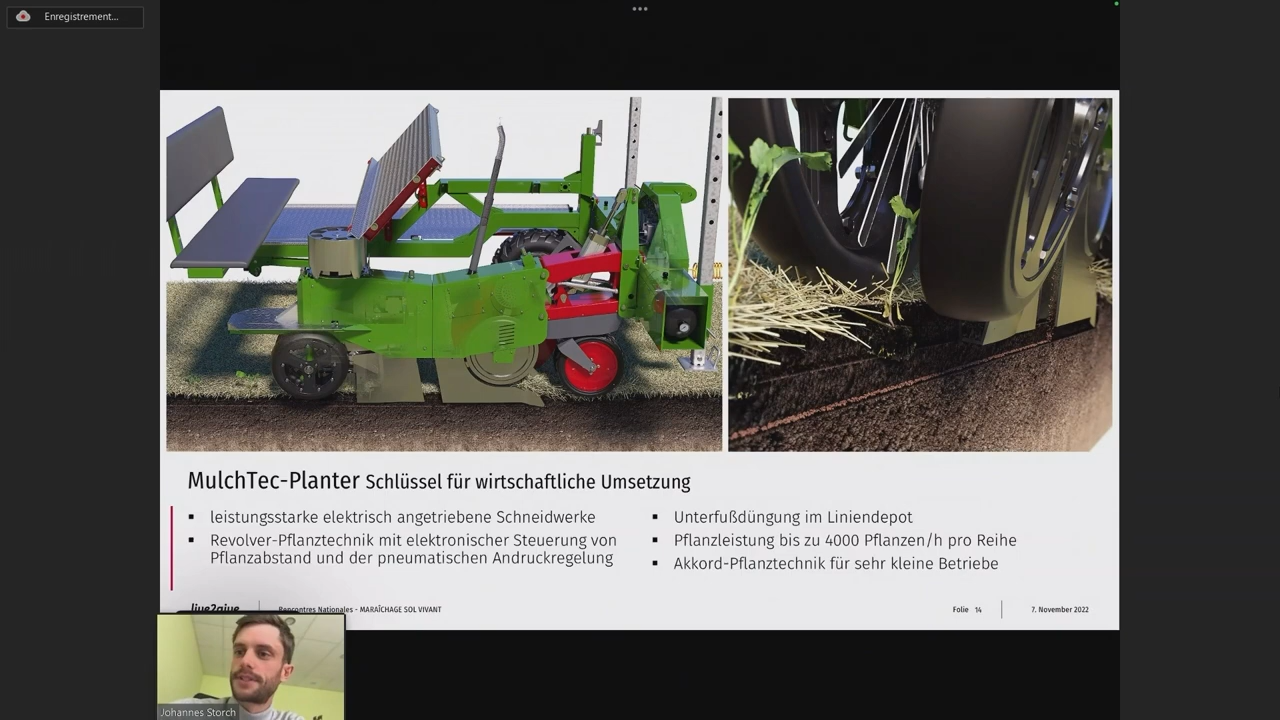 Enregistrement...
MulchTec-Planter Schlüssel für wirtschaftliche Umsetzung
▪ leistungsstarke elektrisch angetriebene Schneidwerke
▪ Revolver-Pflanztechnik mit elektronischer Steuerung von
Pflanzabstand und der pneumatischen Andruckregelung
▪ Unterfußdüngung im Liniendepot
▪ Pflanzleistung bis zu 4000 Pflanzen/h pro Reihe
▪ Akkord-Pflanztechnik für sehr kleine Betriebe
live2give
Rencontres Nationales - MARAÎCHAGE SOL VIVANT
Folie 14
7. November 2022
Johannes Storch